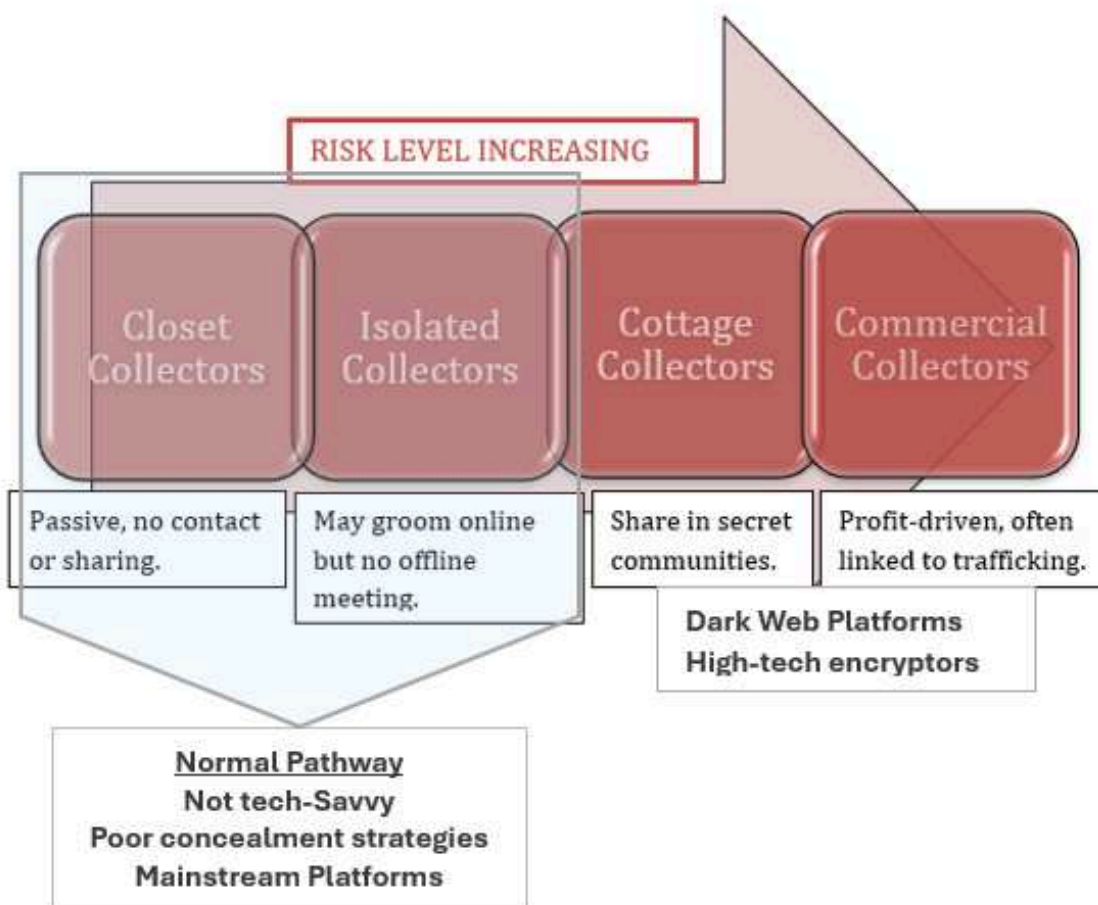 RISK LEVEL INCREASING
Closet
Collectors
Isolated
Collectors
Cottage
Collectors
Commercial
Collectors
Passive, no contact
or sharing.
May groom online
but no offline
meeting.
Share in secret
communities.
Profit-driven, often
linked to trafficking.
Dark Web Platforms
High-tech encryptors
Normal Pathway
Not tech-Savvy
Poor concealment strategies
Mainstream Platforms